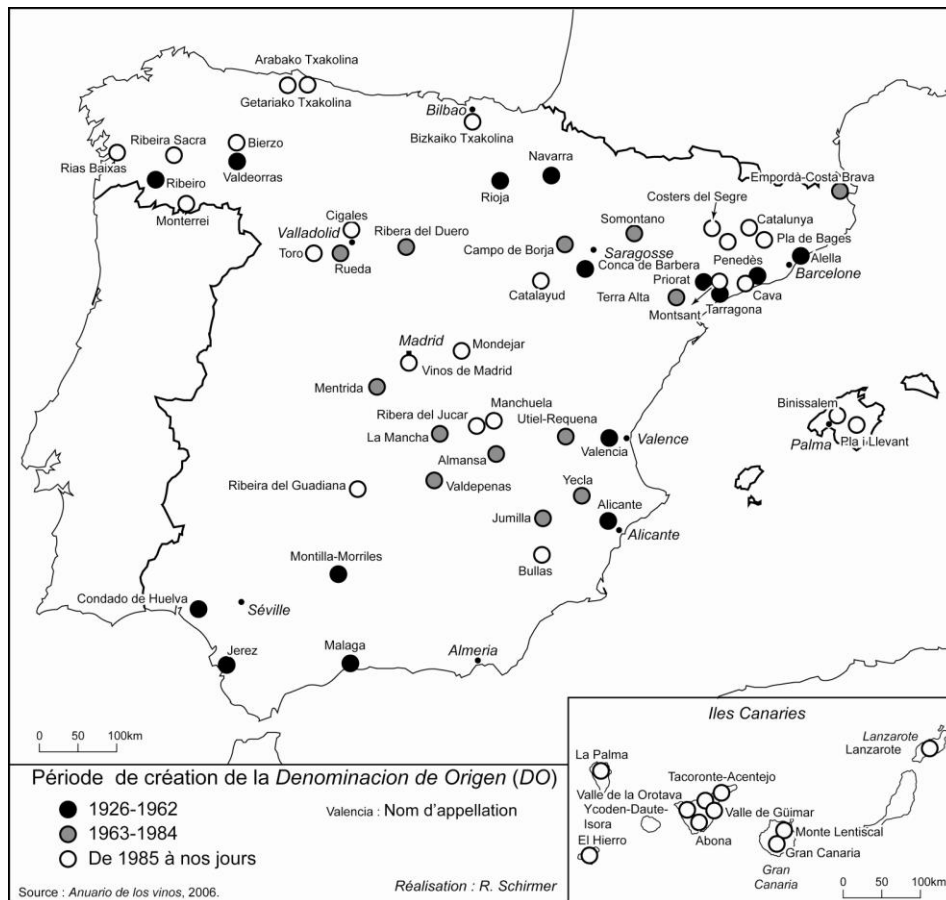 Arabako Txakolina
Getariako Txakolina
Bilbao
Bizkaiko Txakolina
Ribeira Sacra
Bierzo
Rias Baixas
Valdeorras
Ribeiro
Monterrei
Navarra
Rioja
Empordà-Costa Brava
Costers del Segre
Cigales
Valladolid
Ribera del Duero
Somontano
Catalunya
Toro
Rueda
Campo de Borja
Saragosse
Pla de Bages
Penedès
Alella
Conca de Barbera
Barcelone
Priorat
Catalayud
Terra Alta
Cava
Montsant
Tarragona
Madrid
Mondejar
Vinos de Madrid
Mentrida
Manchuela
Binissalem
Ribera del Jucar
Utiel-Requena
La Mancha
Valencia
Valence
Palma
Pla i Llevant
Almansa
Ribeira del Guadiana
Valdepenas
Yecla
Jumilla
Alicante
Alicante
Bullas
Montilla-Morriles
Condado de Huelva
Séville
Jerez
Malaga
Almeria
0 50 100km
Iles Canaries
Lanzarote
Lanzarote
La Palma
Tacoronte-Acentejo
Valle de la Orotava
Ycoden-Daute-
Isora
Valle de Güimar
El Hierro
Abona
Monte Lentiscal
Gran Canaria
Gran
Canaria
0 50 100km
Période de création de la Denominacion de Origen (DO)
1926-1962
Valencia : Nom d'appellation
1963-1984
De 1985 à nos jours
Source : Anuario de los vinos, 2006.
Réalisation : R. Schirmer